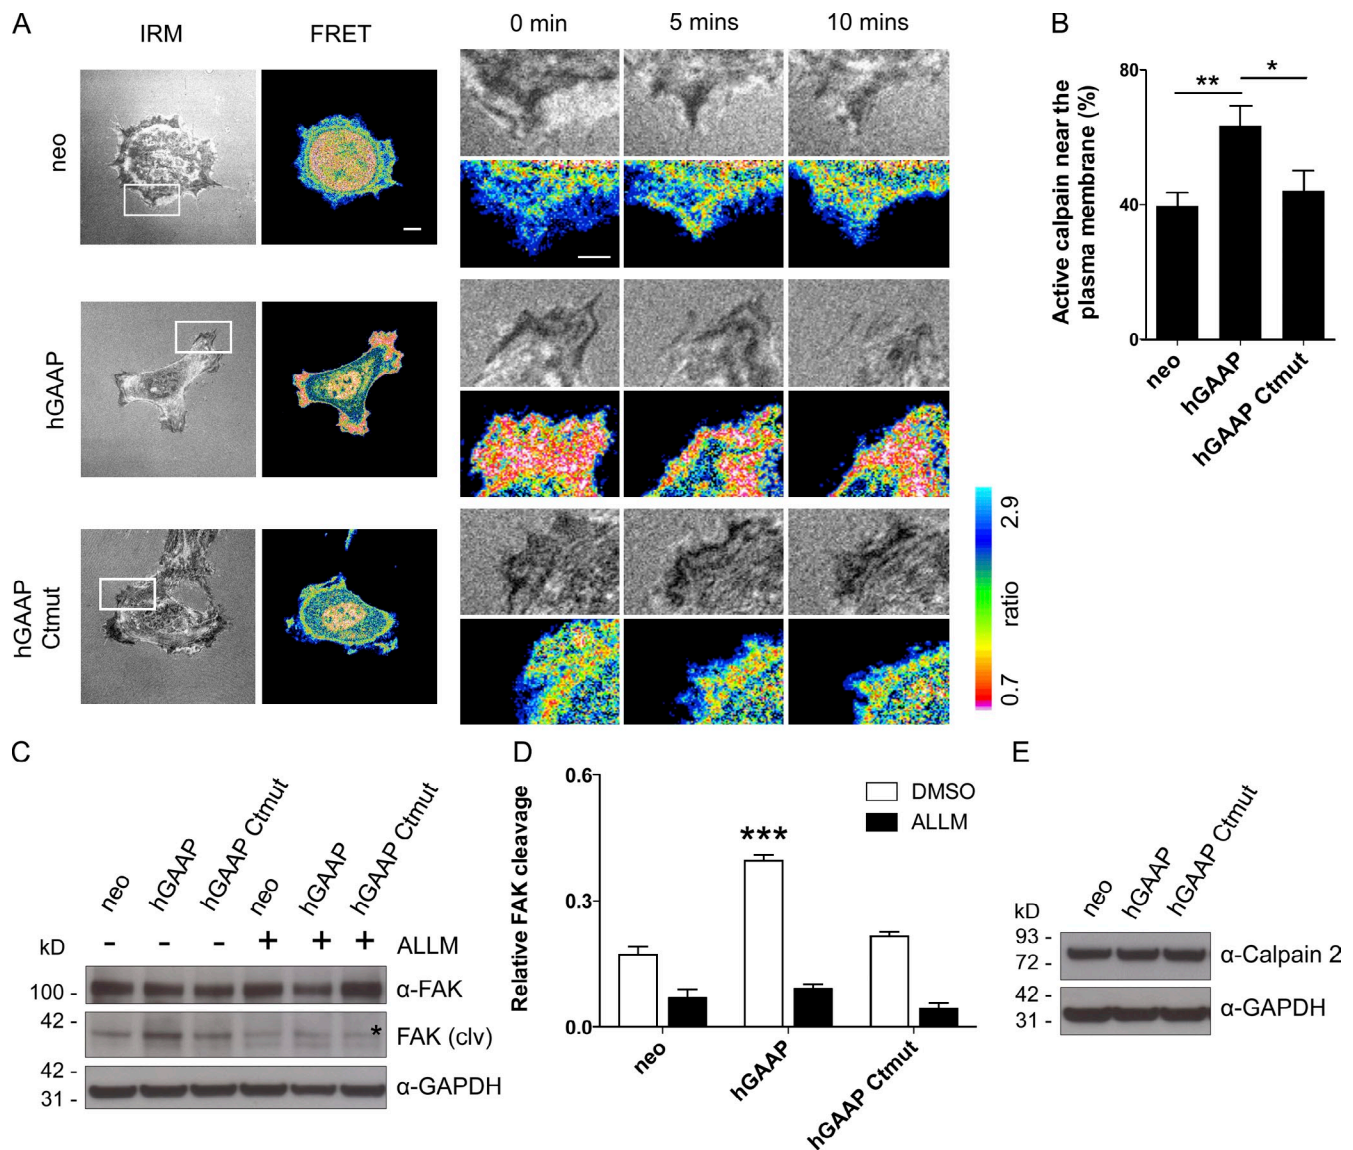 A
IRM
FRET
0 min
5 mins
10 mins
neo
hGAAP
hGAAP
Ctmut
2.9
ratio
0.7
B
Active calpain near the
plasma membrane (%)
80
40
0
**
*
neo
hGAAP
hGAAP Ctmut
C
neo
hGAAP
hGAAP Ctmut
neo
hGAAP
hGAAP Ctmut
kD
- - - + + + ALLM
100 -
α-FAK
42 -
* FAK (clv)
42 -
31 -
α-GAPDH
D
Relative FAK cleavage
0.6
0.3
0.0
***
DMSO
ALLM
neo
hGAAP
hGAAP Ctmut
E
neo
hGAAP
hGAAP Ctmut
kD
93 -
72 -
α-Calpain 2
42 -
31 -
α-GAPDH